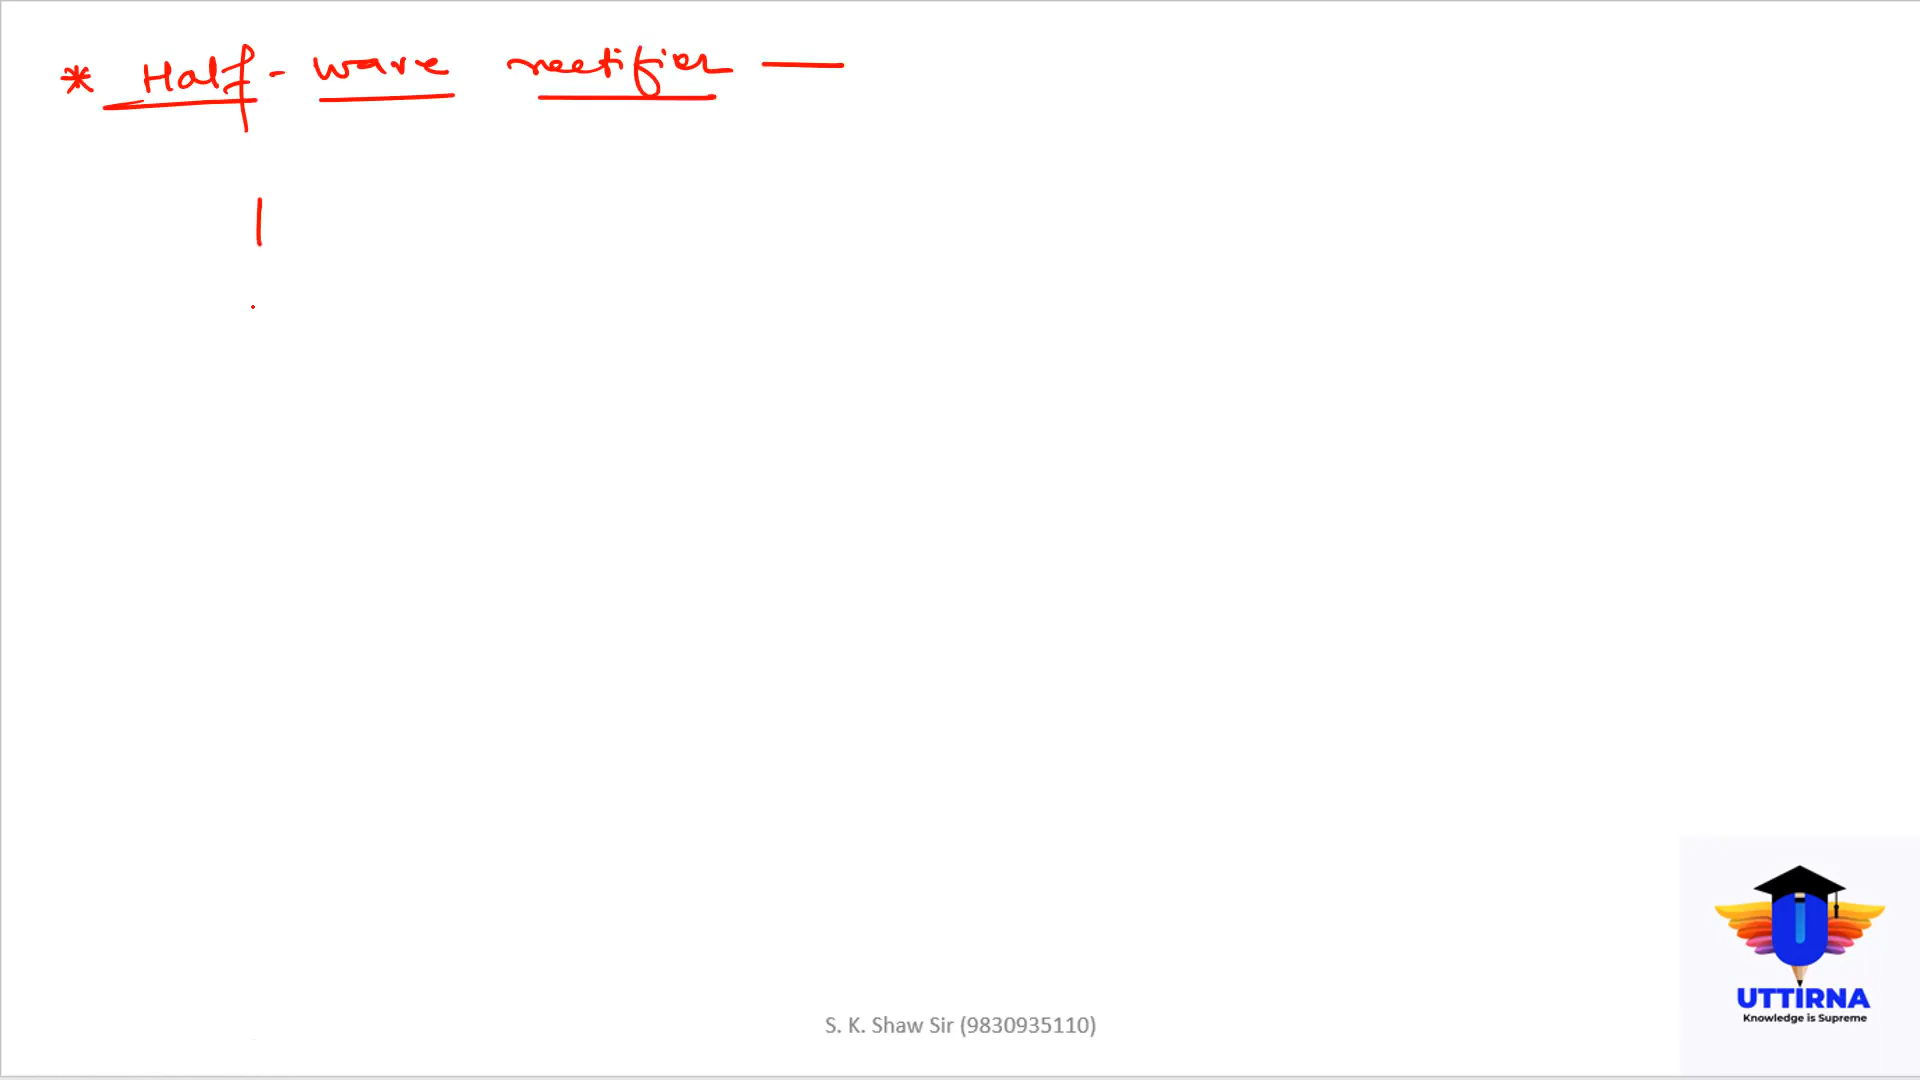 * Half-wave rectifier —
UTTIRNA
Knowledge is Supreme
S. K. Shaw Sir (9830935110)